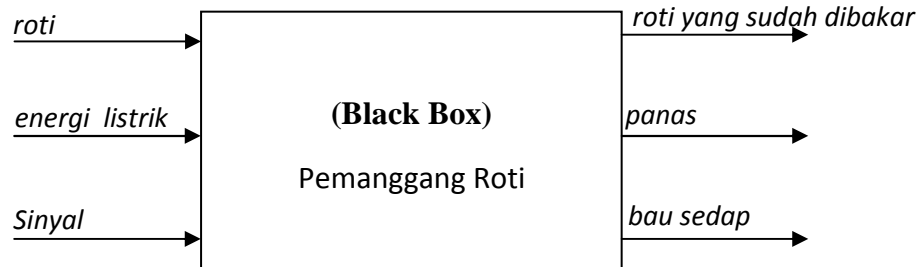 roti
roti yang sudah dibakar
energi listrik
(Black Box)
panas
Pemanggang Roti
Sinyal
bau sedap